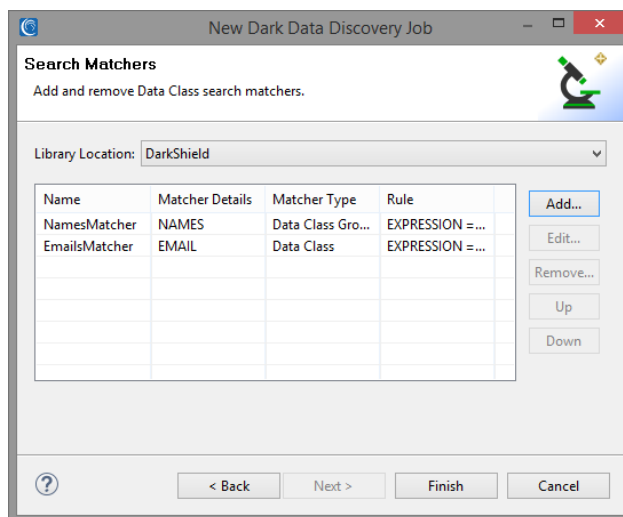 New Dark Data Discovery Job
Search Matchers
Add and remove Data Class search matchers.
Library Location: DarkShield
Name Matcher Details Matcher Type Rule
NamesMatcher NAMES Data Class Gro... EXPRESSION =...
EmailsMatcher EMAIL Data Class EXPRESSION =...
Add...
Edit...
Remove...
Up
Down
? < Back Next > Finish Cancel